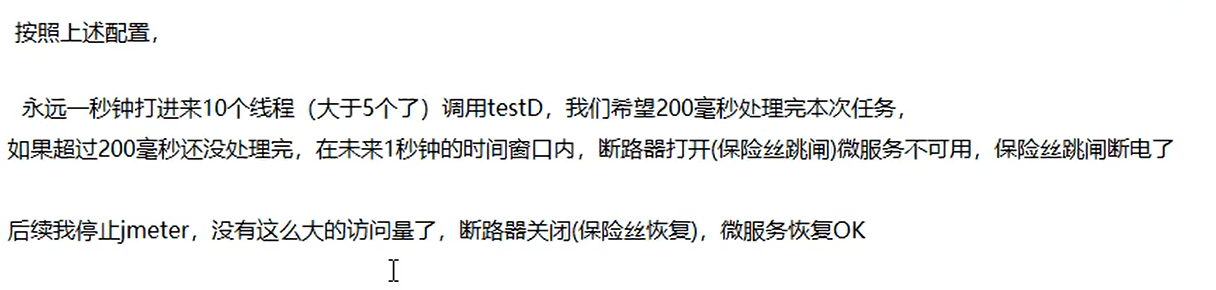 按照上述配置，
永远一秒钟打进来10个线程（大于5个了）调用testD，我们希望200毫秒处理完本次任务，
如果超过200毫秒还没处理完，在未来1秒钟的时间窗口内，断路器打开(保险丝跳闸)微服务不可用，保险丝跳闸断电了
后续我停止jmeter，没有这么大的访问量了，断路器关闭(保险丝恢复)，微服务恢复OK